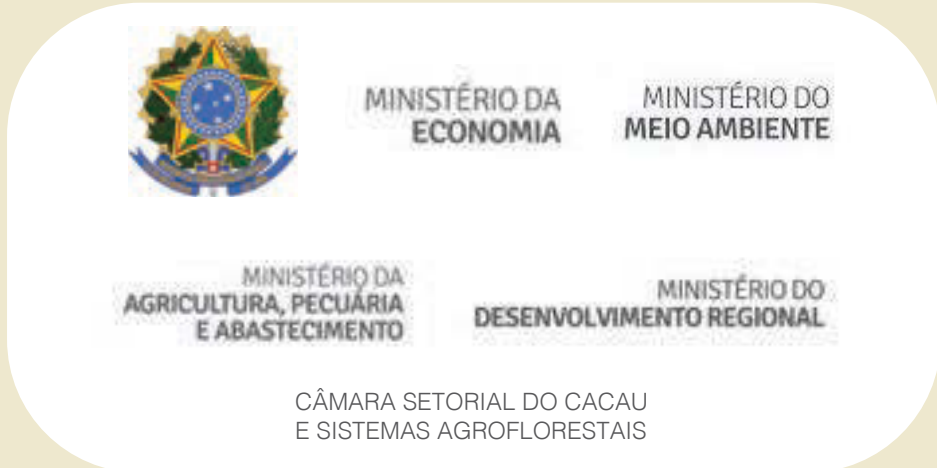 MINISTÉRIO DA
ECONOMIA
MINISTÉRIO DO
MEIO AMBIENTE
MINISTÉRIO DA
AGRICULTURA, PECUÁRIA
E ABASTECIMENTO
MINISTÉRIO DO
DESENVOLVIMENTO REGIONAL
CÂMARA SETORIAL DO CACAU
E SISTEMAS AGROFLORESTAIS